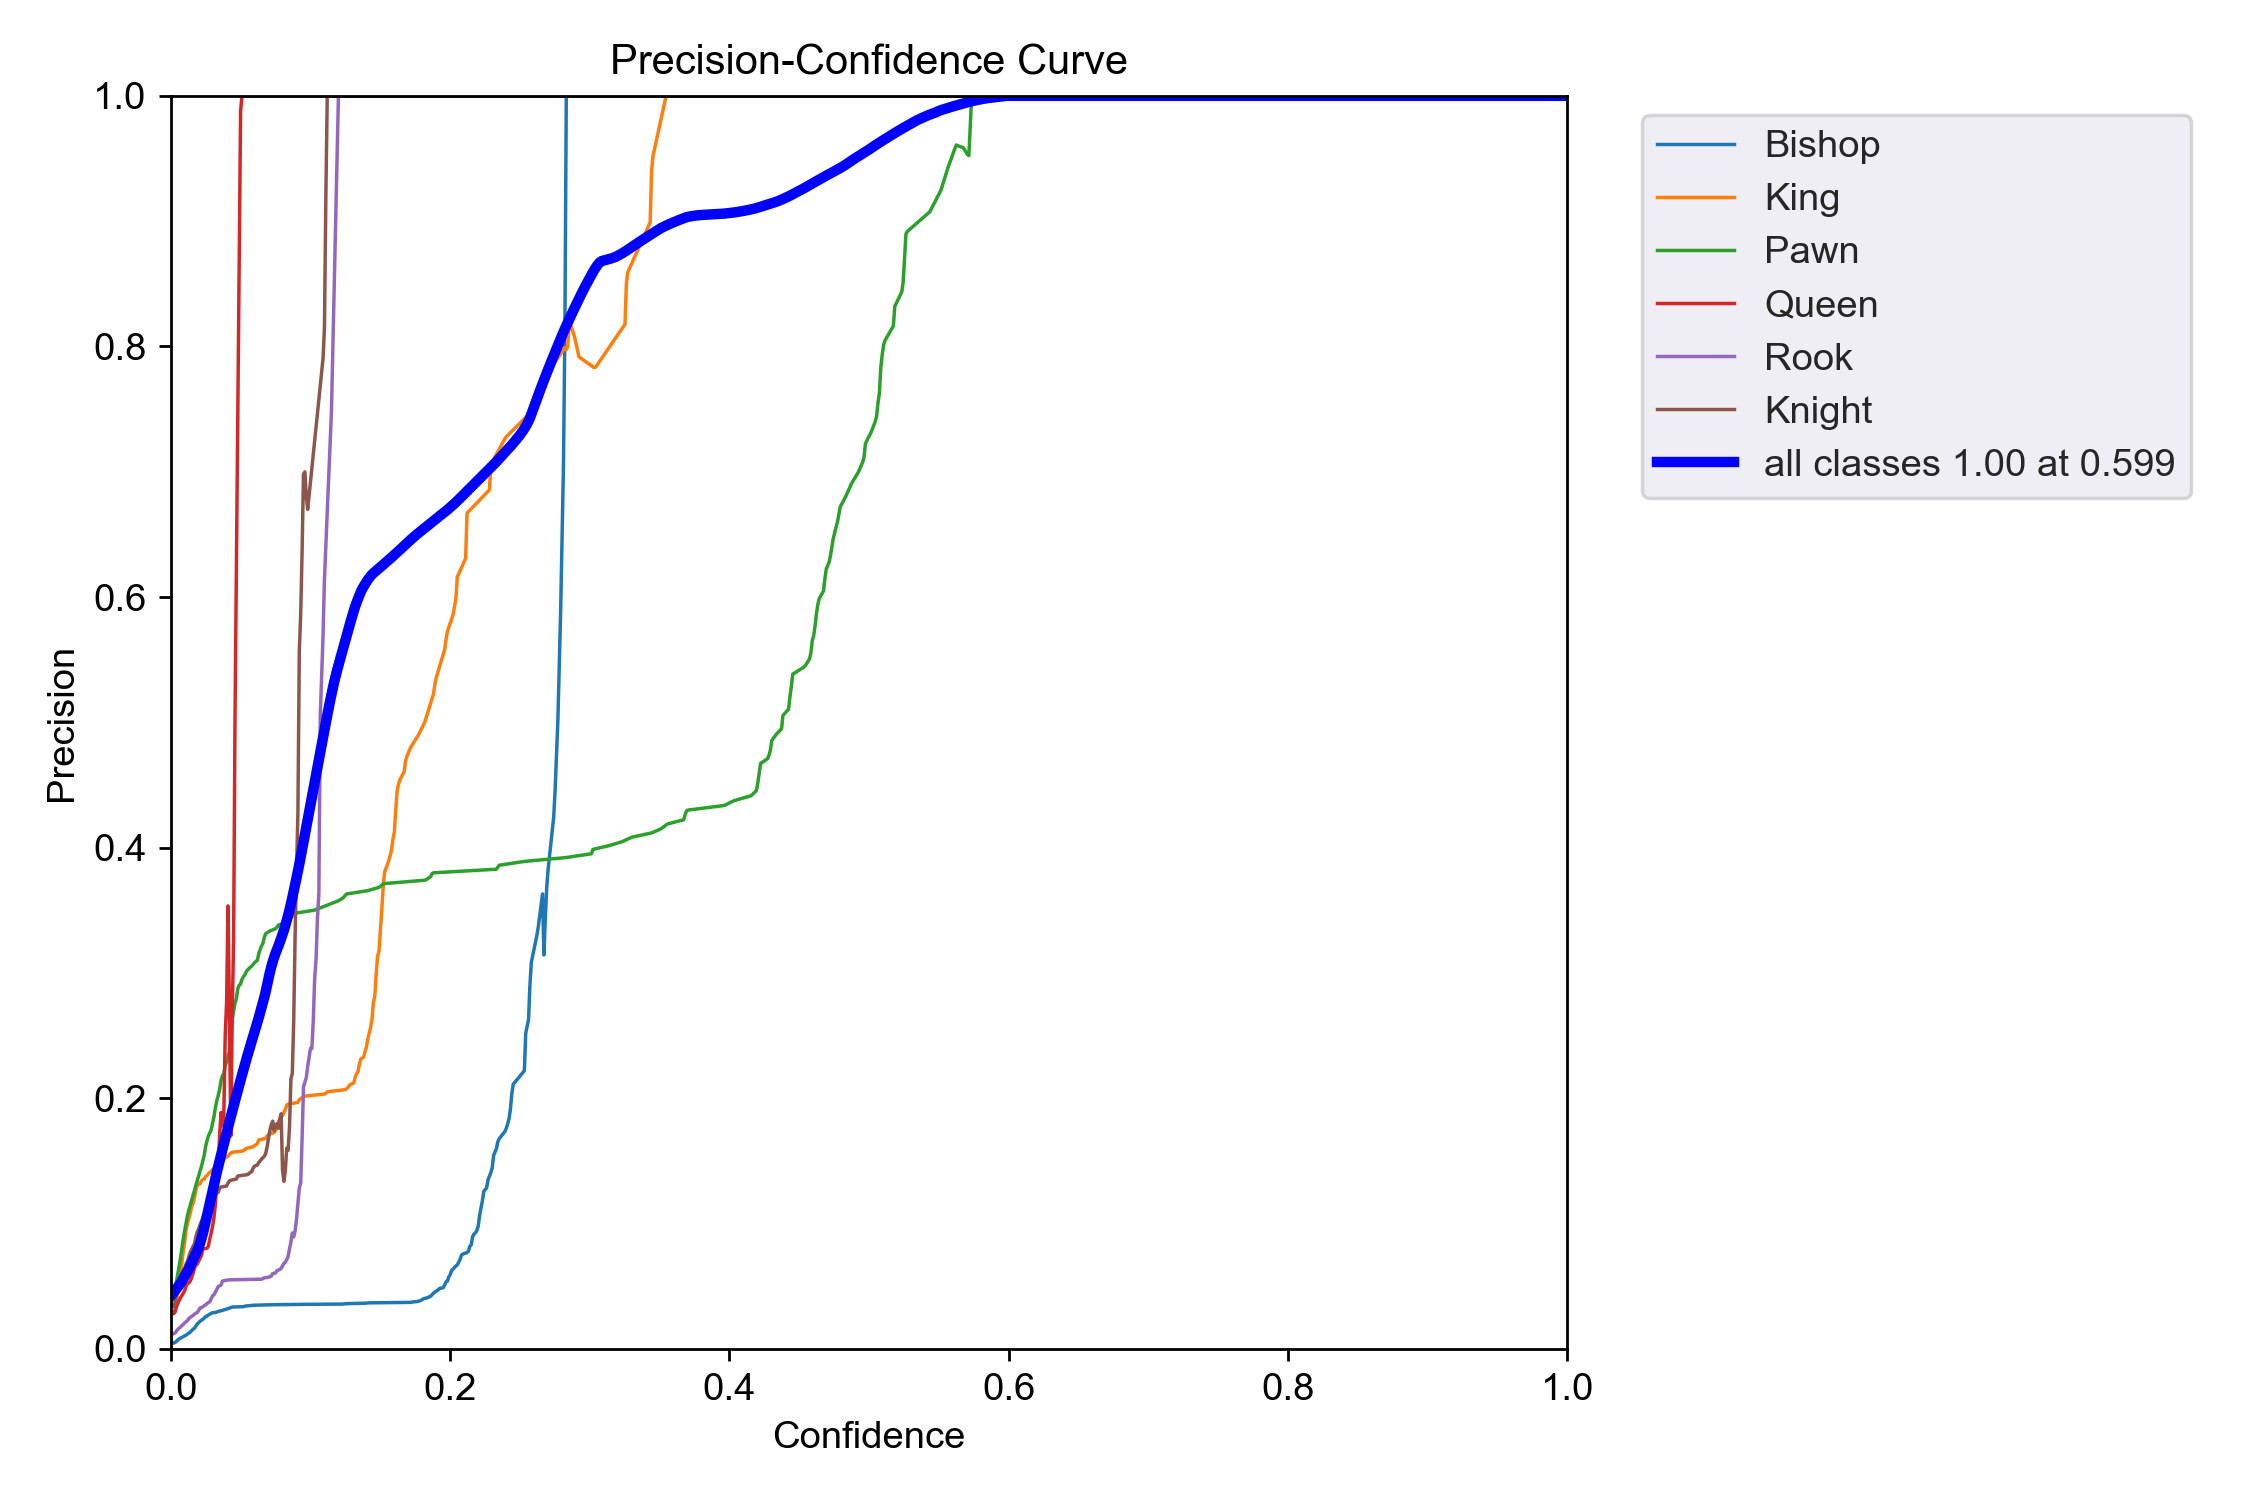 Precision-Confidence Curve
1.0
0.8
0.6
0.4
0.2
0.0
Precision
0.0 0.2 0.4 0.6 0.8 1.0
Confidence
Bishop
King
Pawn
Queen
Rook
Knight
all classes 1.00 at 0.599